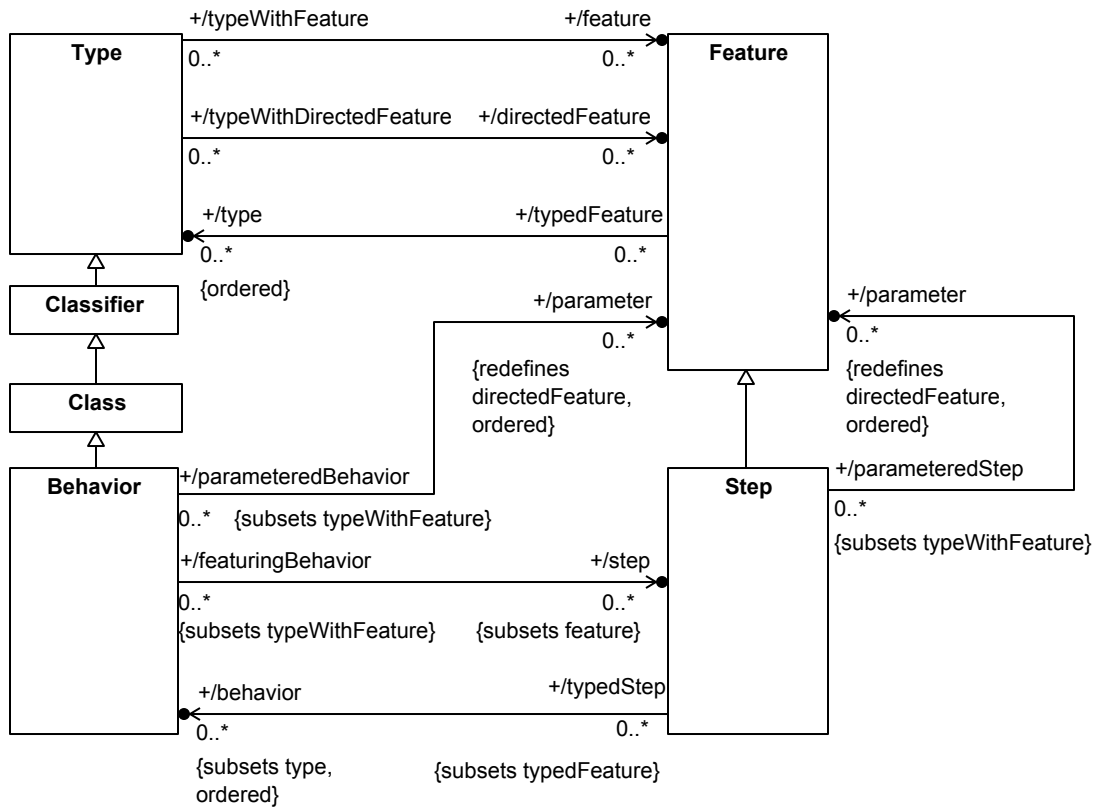 +/typeWithFeature +/feature
Type
0..* 0..*
Feature
+/typeWithDirectedFeature +/directedFeature
0..* 0..*
+/type +/typedFeature
0..* 0..*
{ordered}
Classifier
+/parameter
0..*
{redefines
directedFeature,
ordered}
+/parameter
0..*
{redefines
directedFeature,
ordered}
Class
Behavior
+/parameteredBehavior
0..* {subsets typeWithFeature}
Step
+/parameteredStep
0..*
{subsets typeWithFeature}
+/featuringBehavior +/step
0..* 0..*
{subsets typeWithFeature} {subsets feature}
+/behavior +/typedStep
0..* 0..*
{subsets type,
ordered}
{subsets typedFeature}